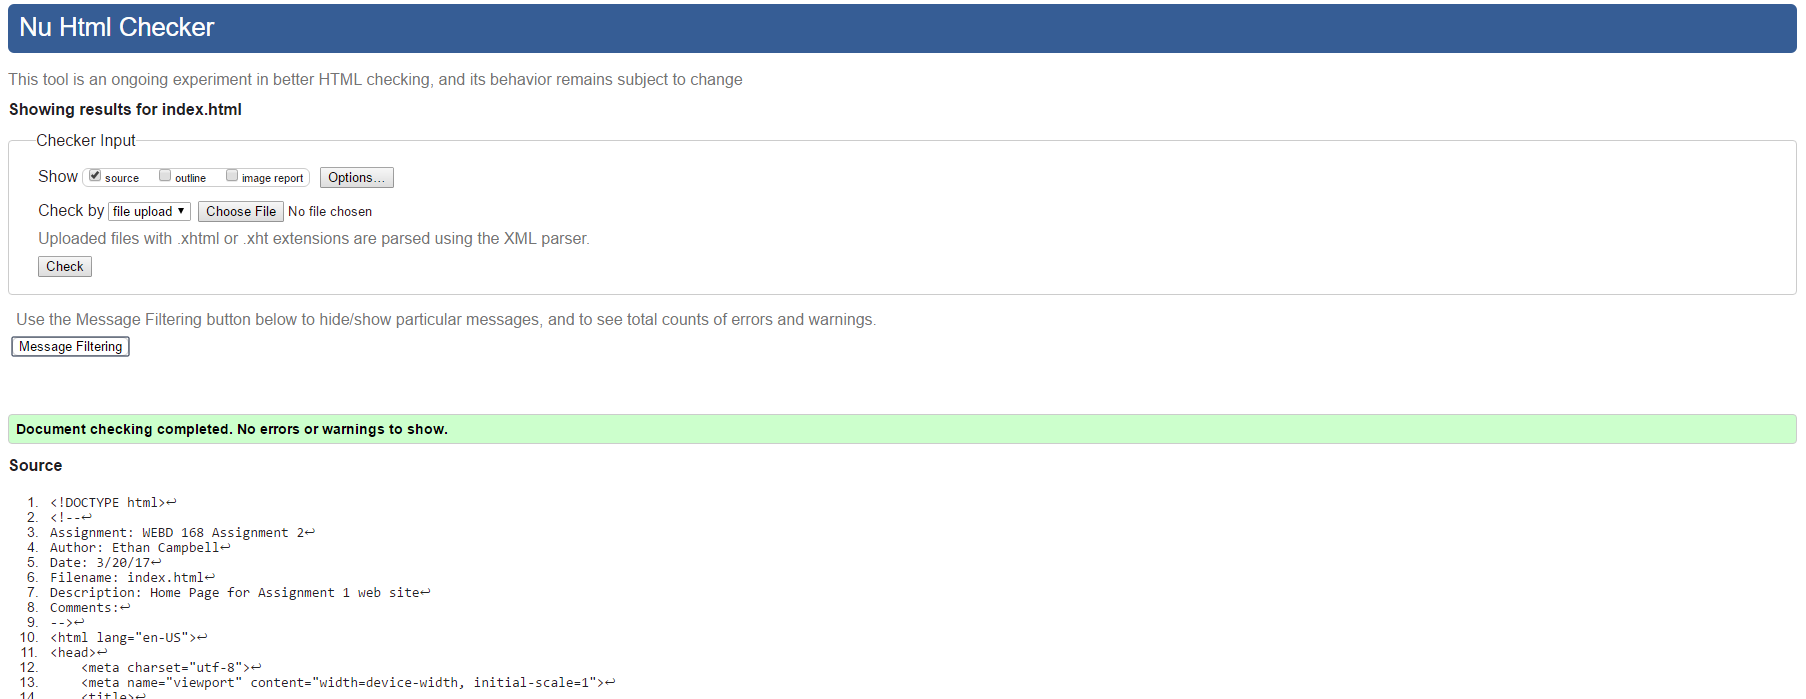 Nu Html Checker
This tool is an ongoing experiment in better HTML checking, and its behavior remains subject to change
Showing results for index.html
Checker Input
Show source outline image report Options...
Check by file upload ▼ Choose File No file chosen
Uploaded files with .xhtml or .xht extensions are parsed using the XML parser.
Check
Use the Message Filtering button below to hide/show particular messages, and to see total counts of errors and warnings.
Message Filtering
Document checking completed. No errors or warnings to show.
Source
1. <!DOCTYPE html>↩
2. <!--↩
3. Assignment: WEBD 168 Assignment 2↩
4. Author: Ethan Campbell↩
5. Date: 3/20/17↩
6. Filename: index.html↩
7. Description: Home Page for Assignment 1 web site↩
8. Comments:↩
9. -->↩
10. <html lang="en-US">↩
11. <head>↩
12. <meta charset="utf-8">↩
13. <meta name="viewport" content="width=device-width, initial-scale=1">↩
14. <title>↩